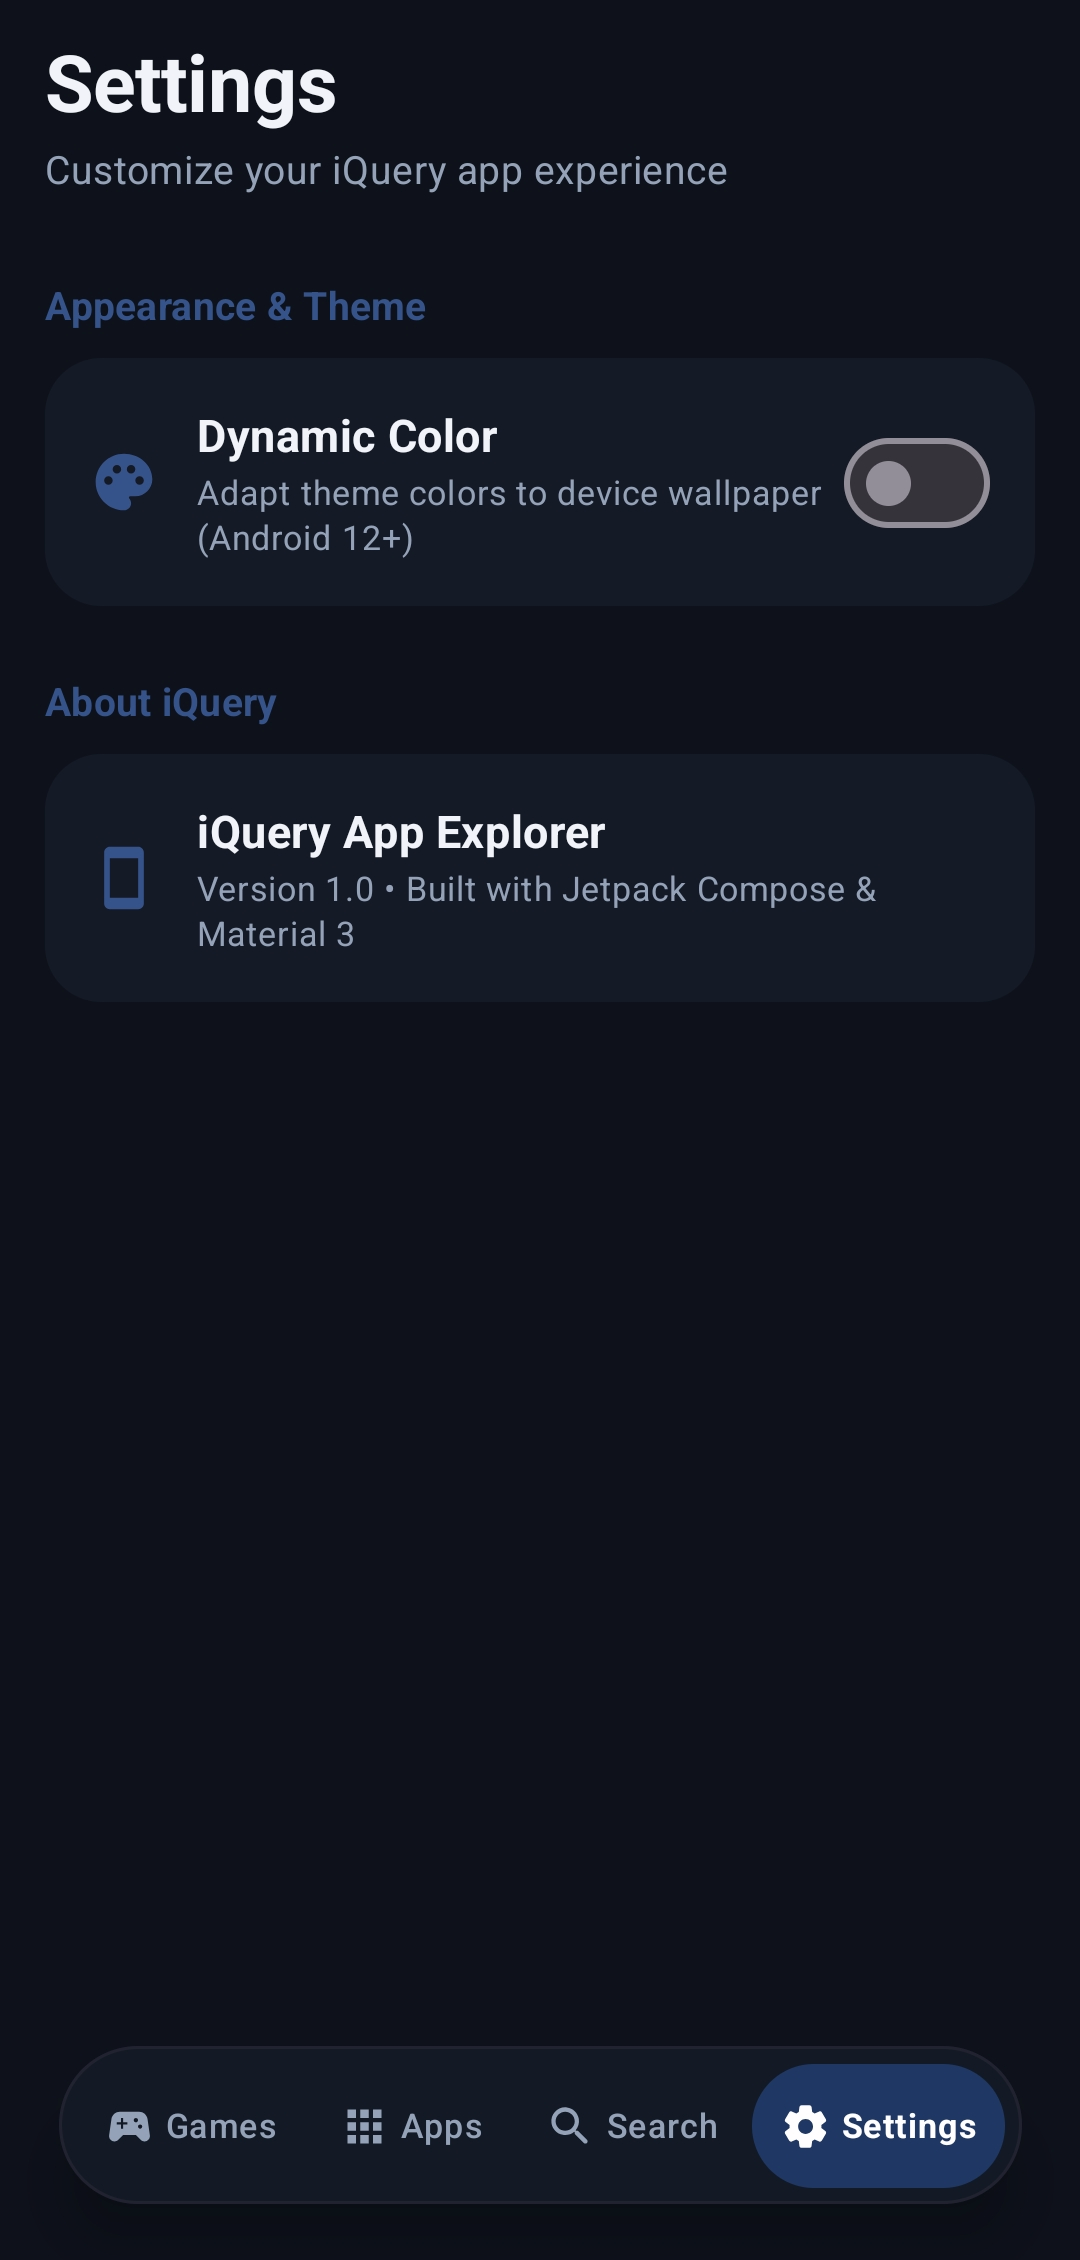 Settings
Customize your iQuery app experience
Appearance & Theme
Dynamic Color
Adapt theme colors to device wallpaper
(Android 12+)
About iQuery
iQuery App Explorer
Version 1.0 • Built with Jetpack Compose &
Material 3
Games
Apps
Search
Settings